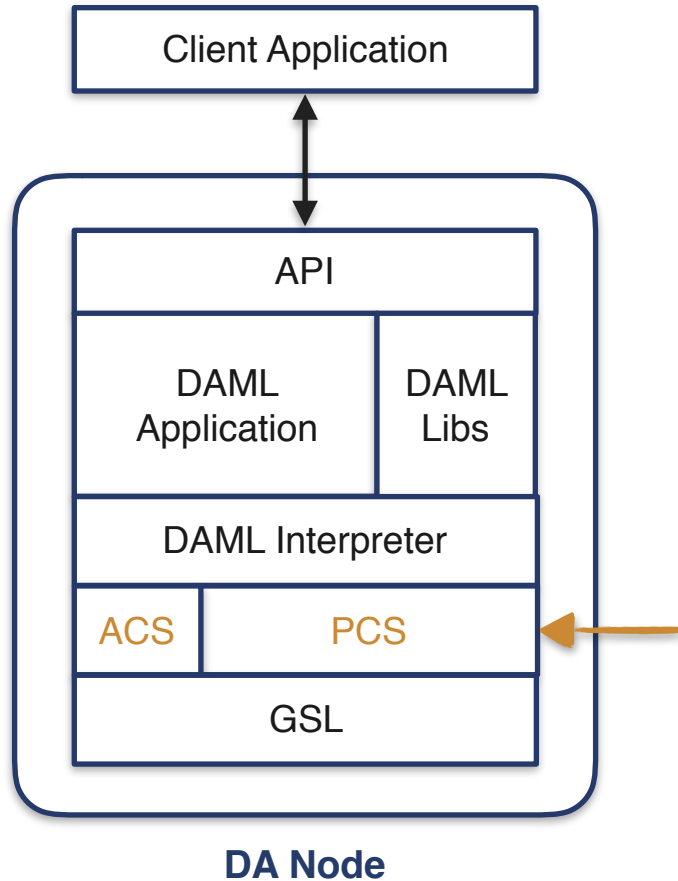 Client Application
API
DAML
Application
DAML
Libs
DAML Interpreter
ACS
PCS
GSL
DA Node